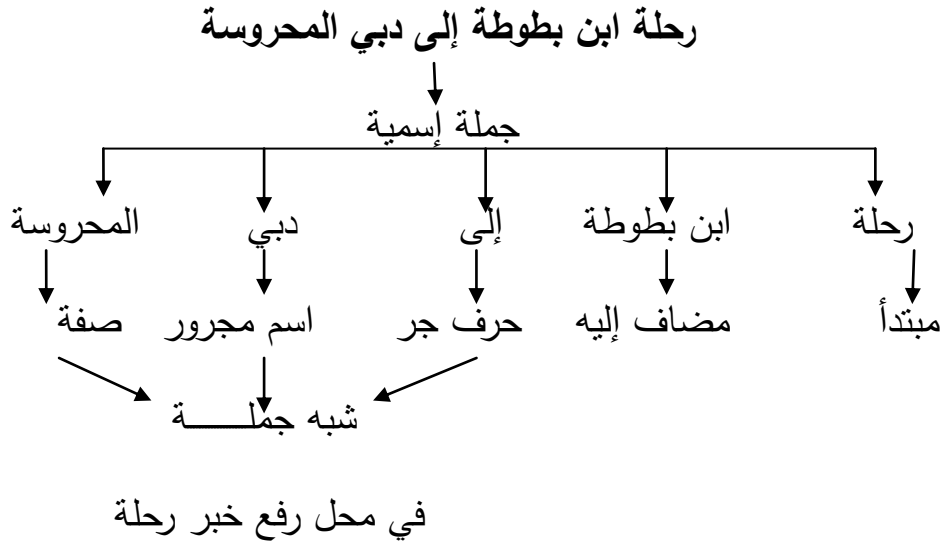 رحلة ابن بطوطة إلى دبي المحروسة
جملة إسمية
رحلة ابن بطوطة إلى دبي المحروسة
مبتدأ مضاف إليه حرف جر اسم مجرور صفة
شبه جملـــــة
في محل رفع خبر رحلة